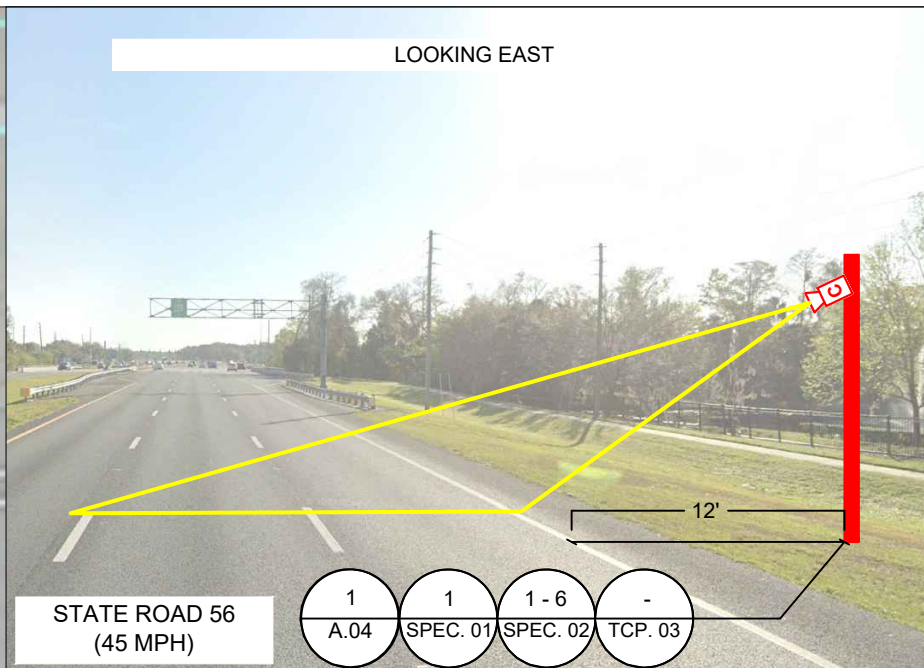 LOOKING EAST
C
12'
STATE ROAD 56
(45 MPH)
1
A.04
1
SPEC. 01
1 - 6
SPEC. 02
-
TCP. 03